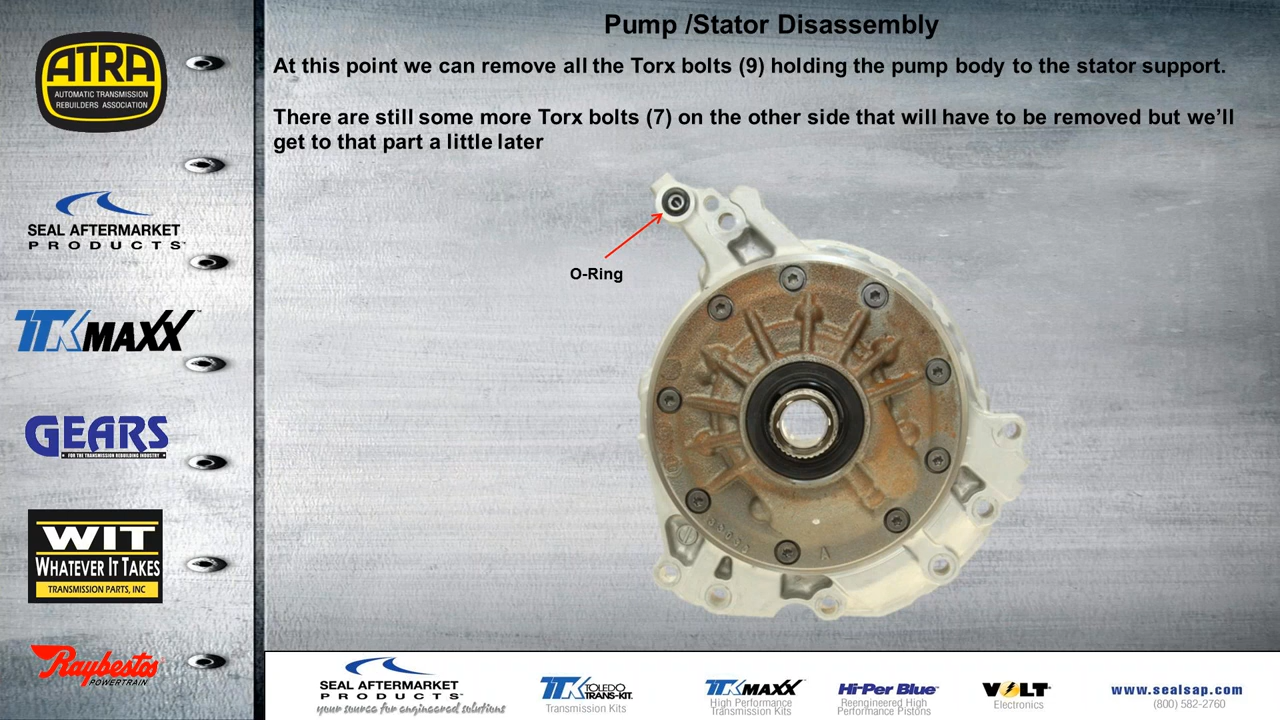 Pump /Stator Disassembly
At this point we can remove all the Torx bolts (9) holding the pump body to the stator support.
There are still some more Torx bolts (7) on the other side that will have to be removed but we’ll
get to that part a little later
O-Ring
A
ATRA
AUTOMATIC TRANSMISSION
REBUILDERS ASSOCIATION
SEAL AFTERMARKET
PRODUCTS
TTKMAXX
GEARS
FOR THE TRANSMISSION REBUILDING INDUSTRY
WIT
WHATEVER IT TAKES
TRANSMISSION PARTS, INC
Raybestos
POWERTRAIN
SEAL AFTERMARKET
PRODUCTS
your source for engineered solutions
TTK TOLEDO
TRANS-KIT
Transmission Kits
TTKMAXX
High Performance
Transmission Kits
Hi-Per Blue
Reengineered High
Performance Pistons
VOLT
Electronics
www.sealsap.com
(800) 582-2760